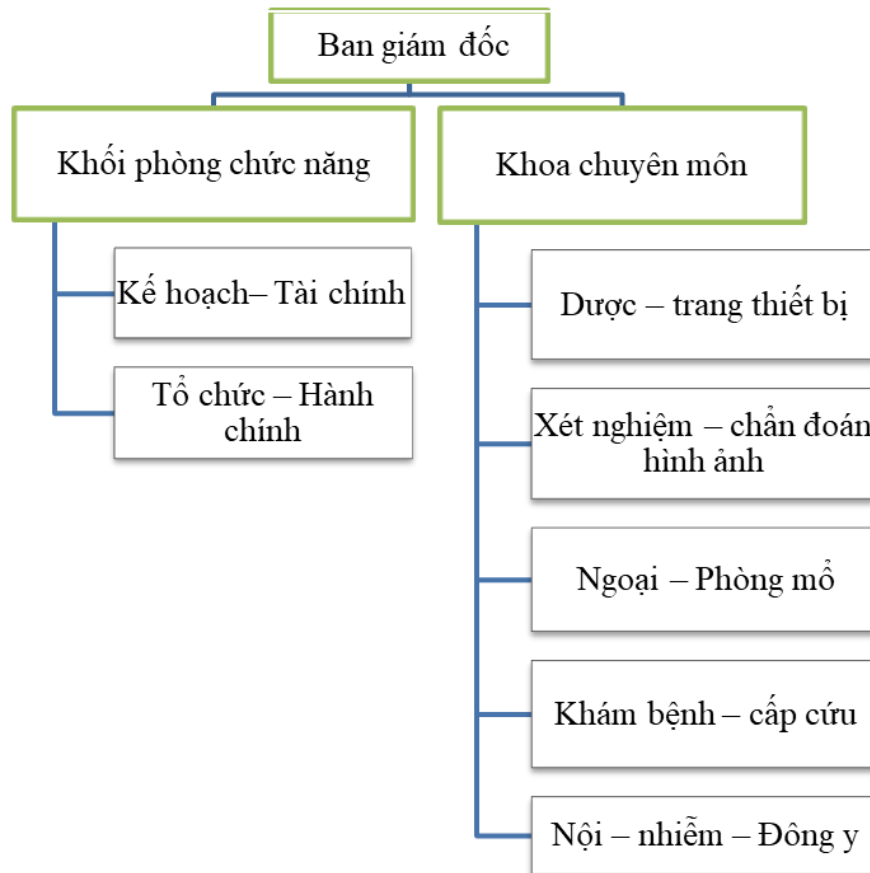 Ban giám đốc
Khối phòng chức năng
Khoa chuyên môn
Kế hoạch– Tài chính
Tổ chức – Hành
chính
Dược – trang thiết bị
Xét nghiệm – chẩn đoán
hình ảnh
Ngoại – Phòng mổ
Khám bệnh – cấp cứu
Nội – nhiễm – Đông y